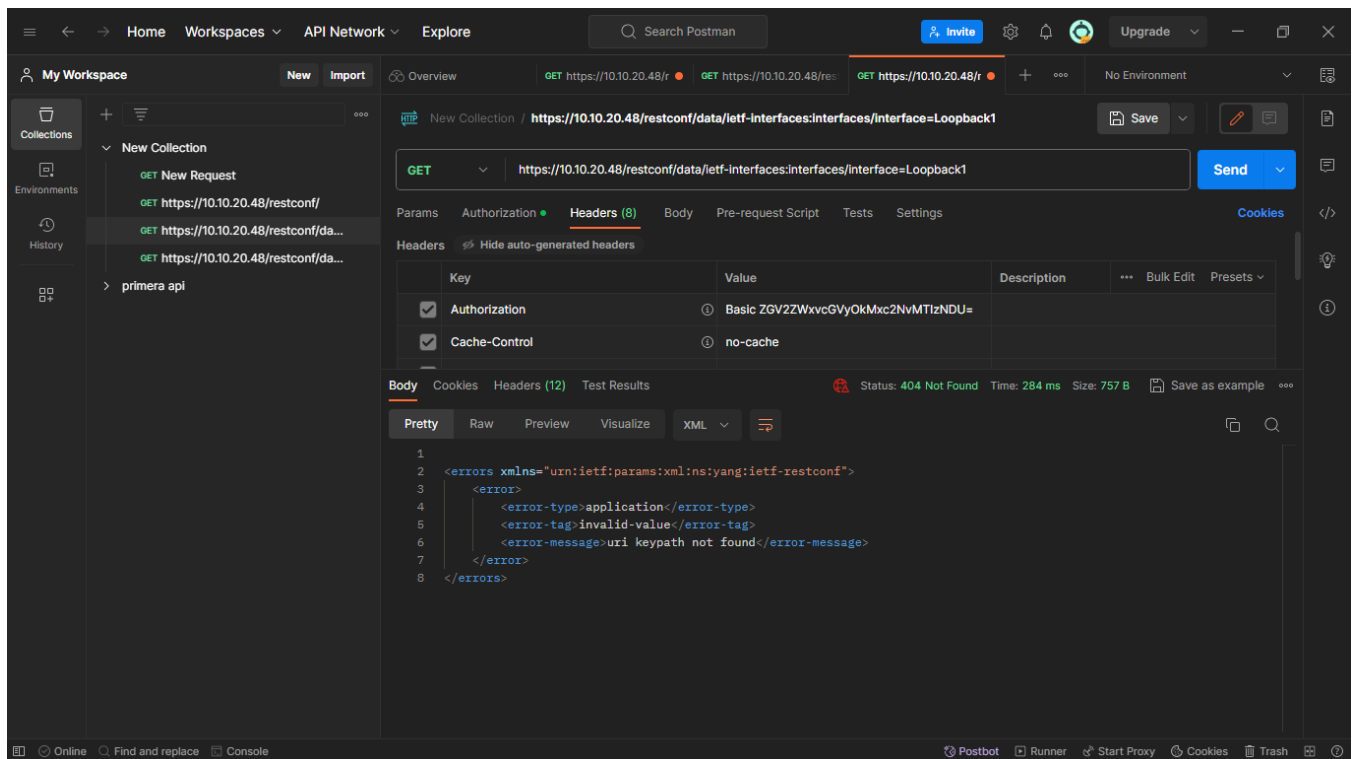 Home Workspaces API Network Explore Search Postman Invite Upgrade
My Workspace New Import Overview GET https://10.10.20.48/r GET https://10.10.20.48/res GET https://10.10.20.48/r No Environment
Collections
Environments
History
New Collection
GET New Request
GET https://10.10.20.48/restconf/
GET https://10.10.20.48/restconf/da...
GET https://10.10.20.48/restconf/da...
primera api
HTTP New Collection / https://10.10.20.48/restconf/data/ietf-interfaces:interfaces/interface=Loopback1 Save
GET https://10.10.20.48/restconf/data/ietf-interfaces:interfaces/interface=Loopback1 Send
Params Authorization Headers (8) Body Pre-request Script Tests Settings Cookies
Headers Hide auto-generated headers
Key Value Description Bulk Edit Presets
Authorization Basic ZGV2ZWxvcGVyOkMxc2NvMTIzNDU=
Cache-Control no-cache
Body Cookies Headers (12) Test Results Status: 404 Not Found Time: 284 ms Size: 757 B Save as example
Pretty Raw Preview Visualize XML
1
2 <errors xmlns="urn:ietf:params:xml:ns:yang:ietf-restconf">
3 <error>
4 <error-type>application</error-type>
5 <error-tag>invalid-value</error-tag>
6 <error-message>uri keypath not found</error-message>
7 </error>
8 </errors>
Online Find and replace Console Postbot Runner Start Proxy Cookies Trash